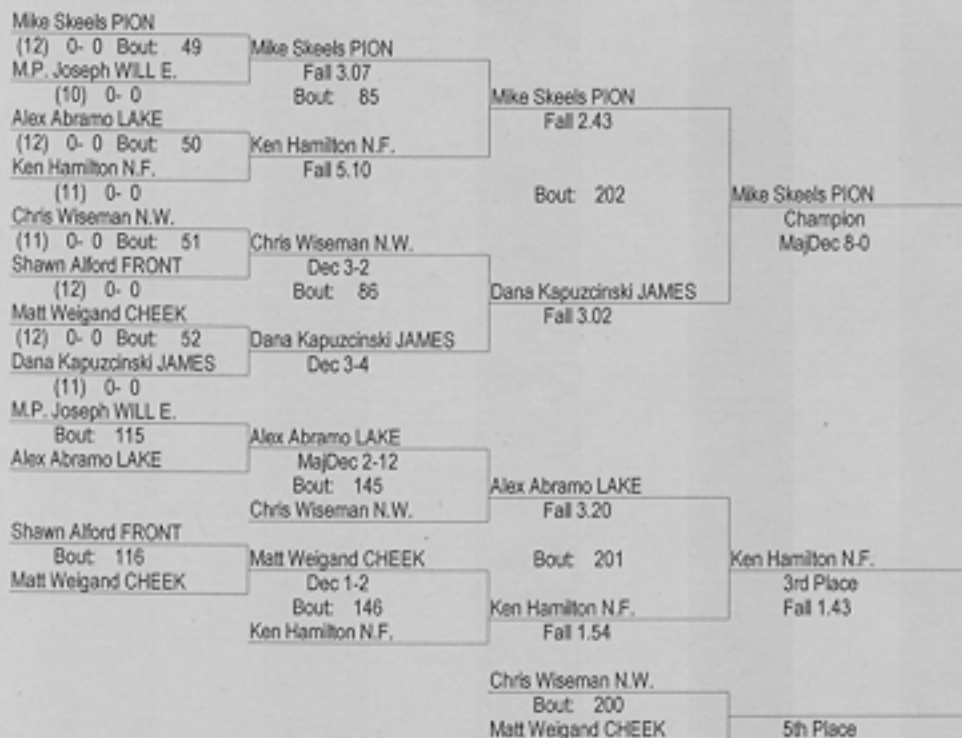 Mike Skeels PION
(12) 0- 0 Bout: 49
M.P. Joseph WILL E.
(10) 0- 0
Alex Abramo LAKE
(12) 0- 0 Bout: 50
Ken Hamilton N.F.
(11) 0- 0
Chris Wiseman N.W.
(11) 0- 0 Bout: 51
Shawn Alford FRONT
(12) 0- 0
Matt Weigand CHEEK
(12) 0- 0 Bout: 52
Dana Kapuzcinski JAMES
(11) 0- 0
M.P. Joseph WILL E.
Bout: 115
Alex Abramo LAKE
Shawn Alford FRONT
Bout: 116
Matt Weigand CHEEK
Mike Skeels PION
Fall 3.07
Bout: 85
Ken Hamilton N.F.
Fall 5.10
Chris Wiseman N.W.
Dec 3-2
Bout: 86
Dana Kapuzcinski JAMES
Dec 3-4
Alex Abramo LAKE
MajDec 2-12
Bout: 145
Chris Wiseman N.W.
Matt Weigand CHEEK
Dec 1-2
Bout: 146
Ken Hamilton N.F.
Mike Skeels PION
Fall 2.43
Bout: 202
Dana Kapuzcinski JAMES
Fall 3.02
Alex Abramo LAKE
Fall 3.20
Bout: 201
Ken Hamilton N.F.
Fall 1.54
Chris Wiseman N.W.
Bout: 200
Matt Weigand CHEEK
Mike Skeels PION
Champion
MajDec 8-0
Ken Hamilton N.F.
3rd Place
Fall 1.43
5th Place